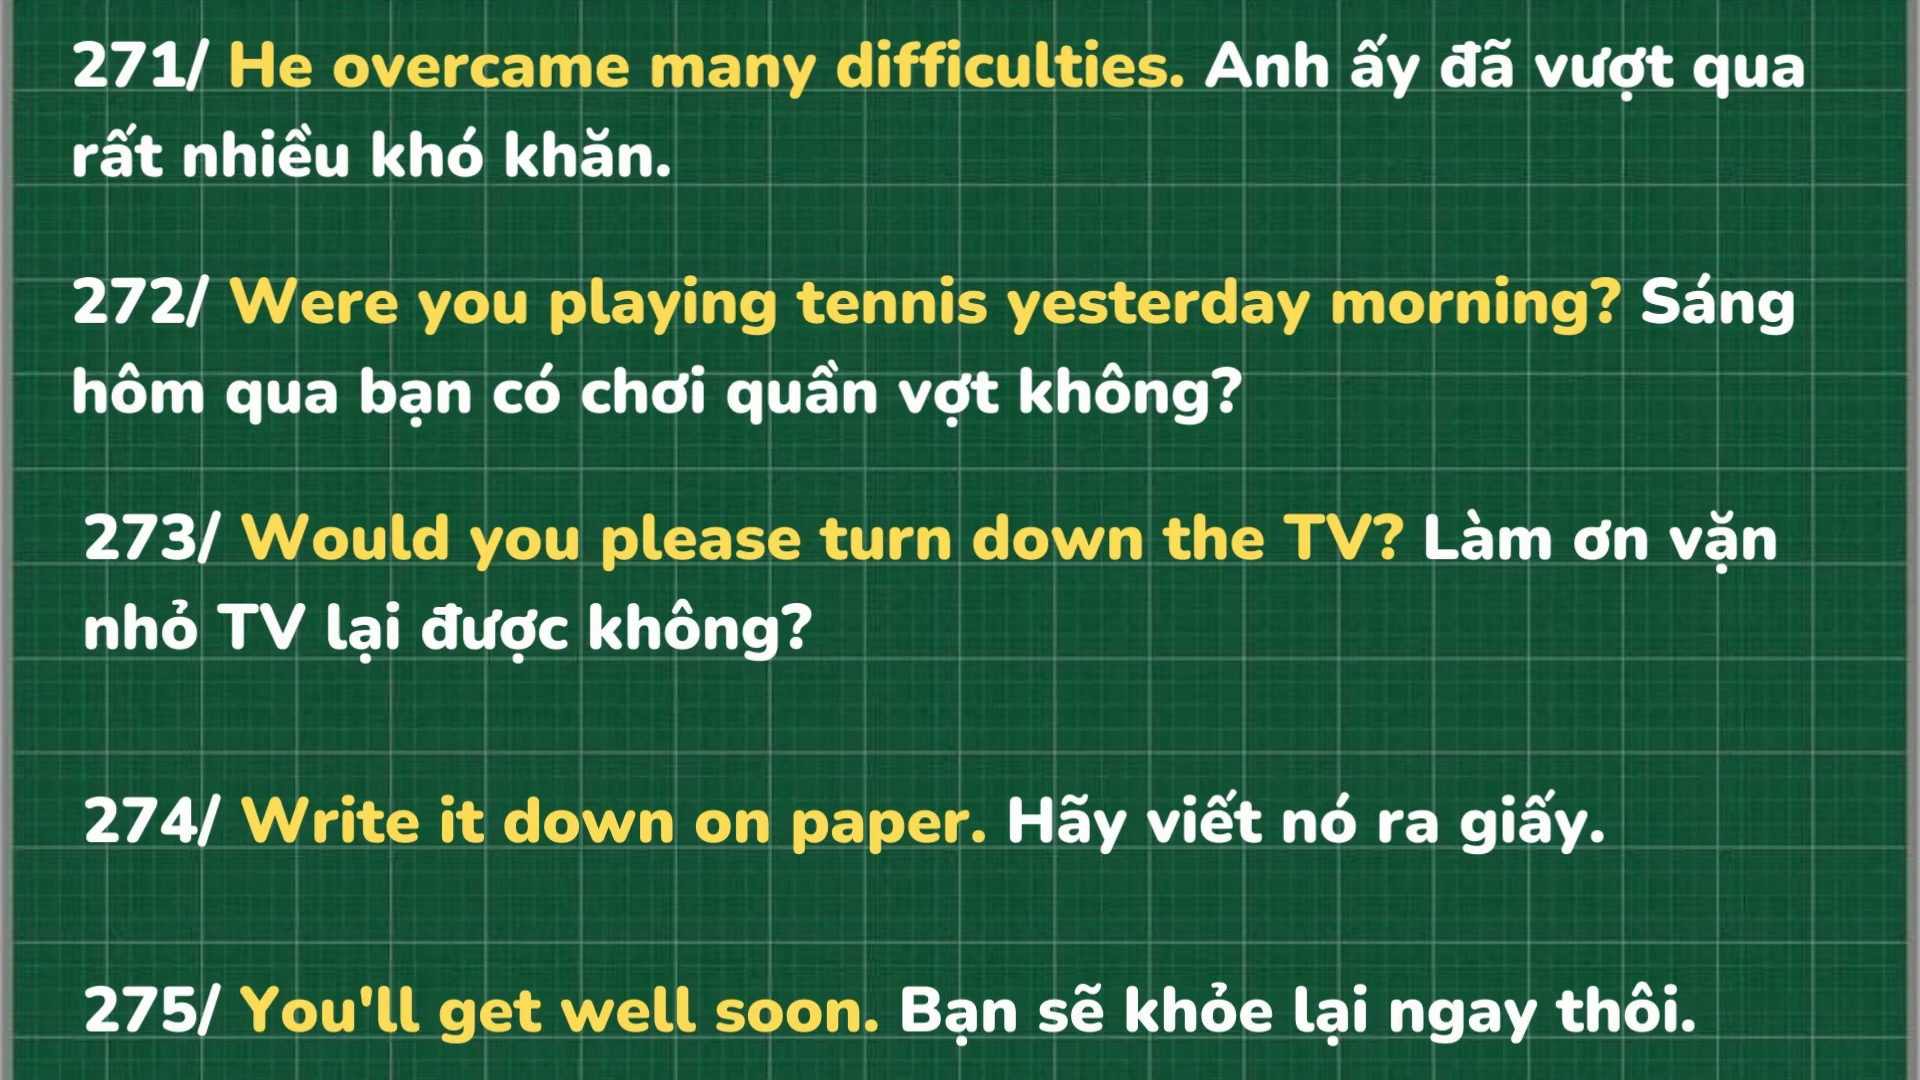 271/ He overcame many difficulties. Anh ấy đã vượt qua
rất nhiều khó khăn.
272/ Were you playing tennis yesterday morning? Sáng
hôm qua bạn có chơi quần vợt không?
273/ Would you please turn down the TV? Làm ơn vặn
nhỏ TV lại được không?
274/ Write it down on paper. Hãy viết nó ra giấy.
275/ You'll get well soon. Bạn sẽ khỏe lại ngay thôi.